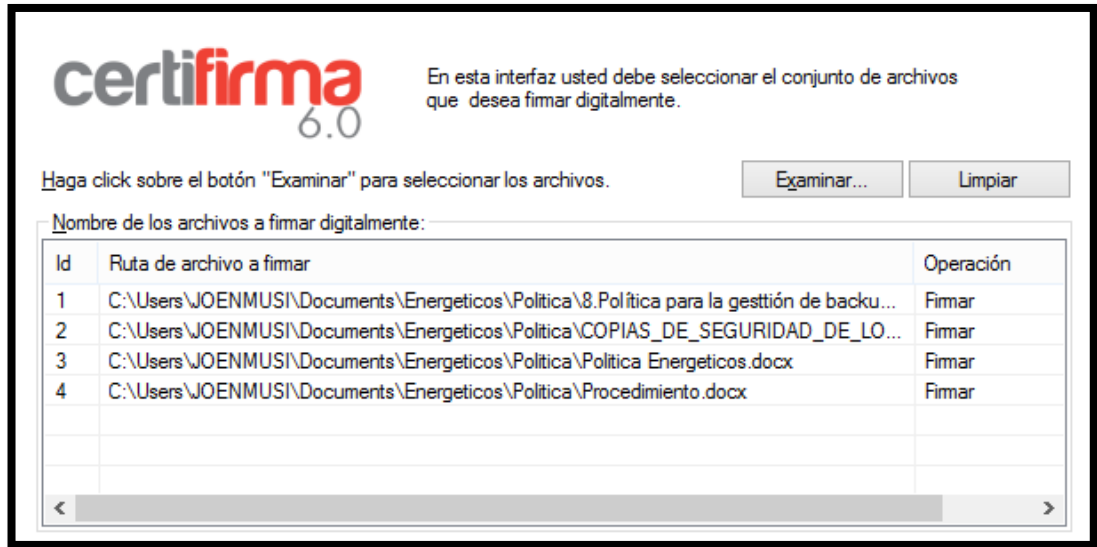 certifirma
6.0
En esta interfaz usted debe seleccionar el conjunto de archivos
que desea firmar digitalmente.
Haga click sobre el botón "Examinar" para seleccionar los archivos.
Examinar...
Limpiar
Nombre de los archivos a firmar digitalmente:
Id Ruta de archivo a firmar Operación
1 C:\Users\JOENMUSI\Documents\Energeticos\Politica\8.Política para la gesttión de backu... Firmar
2 C:\Users\JOENMUSI\Documents\Energeticos\Politica\COPIAS_DE_SEGURIDAD_DE_LO... Firmar
3 C:\Users\JOENMUSI\Documents\Energeticos\Politica\Politica Energeticos.docx Firmar
4 C:\Users\JOENMUSI\Documents\Energeticos\Politica\Procedimiento.docx Firmar